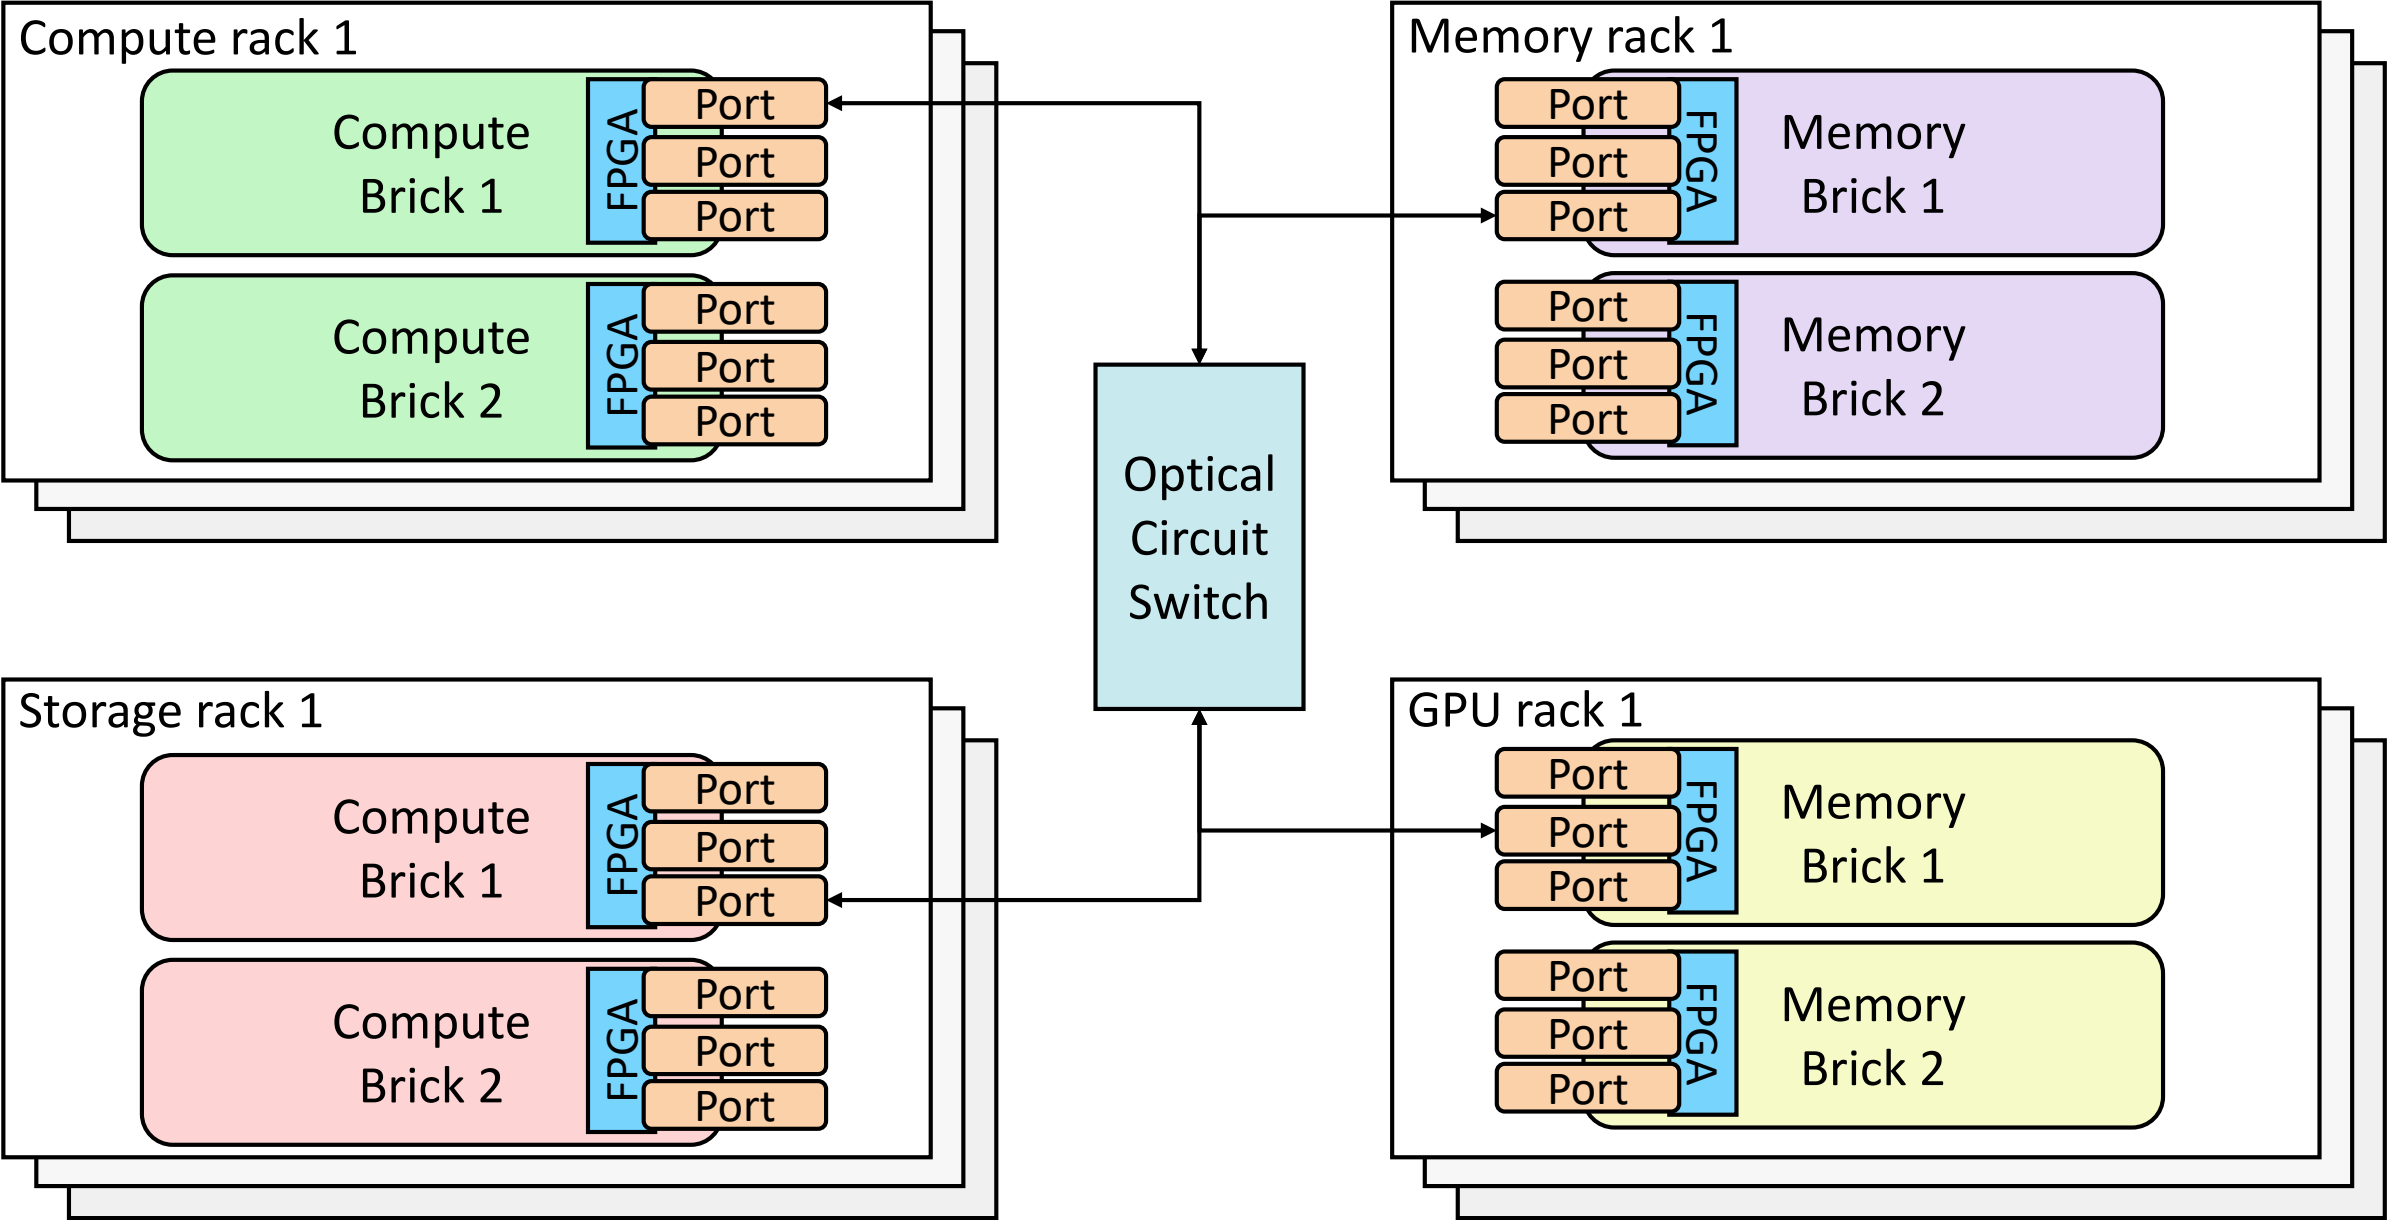 Compute rack 1
Compute
Brick 1
FPGA
Port
Port
Port
Compute
Brick 2
FPGA
Port
Port
Port
Memory rack 1
Port
Port
Port
FPGA
Memory
Brick 1
Port
Port
Port
FPGA
Memory
Brick 2
Optical
Circuit
Switch
Storage rack 1
Compute
Brick 1
FPGA
Port
Port
Port
Compute
Brick 2
FPGA
Port
Port
Port
GPU rack 1
Port
Port
Port
FPGA
Memory
Brick 1
Port
Port
Port
FPGA
Memory
Brick 2